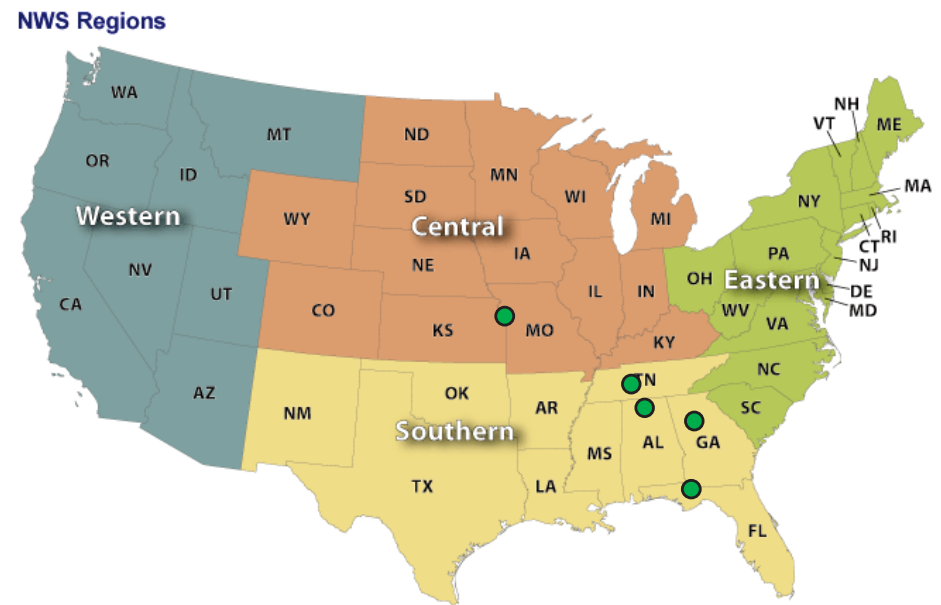 NWS Regions
WA
MT
ND
MN
OR
ID
SD
WI
MI
NH
VT
ME
NY
MA
Western
WY
Central
CT
RI
NV
UT
NE
IA
PA
NJ
CA
CO
KS
MO
IL
IN
OH
Eastern
WV
DE
MD
VA
KY
AZ
NM
OK
AR
TN
NC
SC
Southern
MS
AL
GA
TX
LA
FL